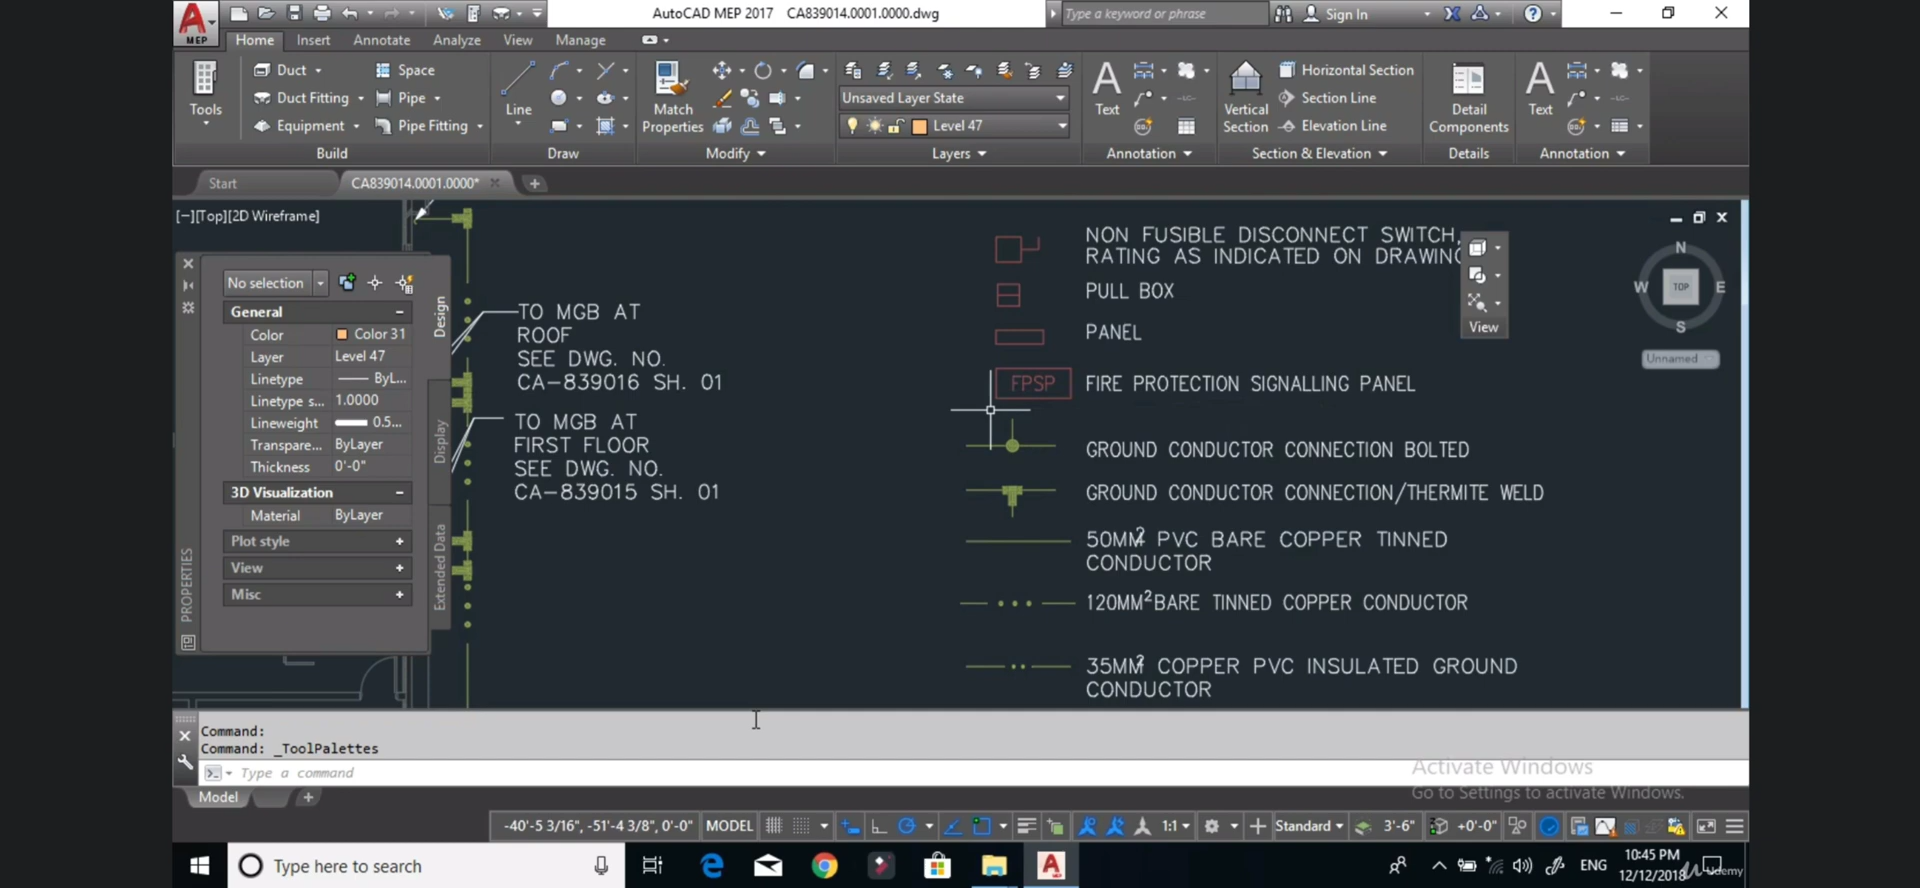 AutoCAD MEP 2017 CA839014.0001.0000.dwg
Type a keyword or phrase
Sign In
MEP
Home Insert Annotate Analyze View Manage
Tools
Duct
Duct Fitting
Equipment
Space
Pipe
Pipe Fitting
Build
Line
Draw
Match
Properties
Modify
Unsaved Layer State
Level 47
Layers
Text
Annotation
Vertical
Section
Horizontal Section
Section Line
Elevation Line
Section & Elevation
Detail
Components
Details
Text
Annotation
Start
CA839014.0001.0000*
[−][Top][2D Wireframe]
PROPERTIES
No selection
General
Color Color 31
Layer Level 47
Linetype ByL...
Linetype s... 1.0000
Lineweight 0.5...
Transpare... ByLayer
Thickness 0'-0"
3D Visualization
Material ByLayer
Plot style
View
Misc
Design
Display
Extended Data
TO MGB AT
ROOF
SEE DWG. NO.
CA-839016 SH. 01
TO MGB AT
FIRST FLOOR
SEE DWG. NO.
CA-839015 SH. 01
NON FUSIBLE DISCONNECT SWITCH,
RATING AS INDICATED ON DRAWING
PULL BOX
PANEL
FPSP
FIRE PROTECTION SIGNALLING PANEL
GROUND CONDUCTOR CONNECTION BOLTED
GROUND CONDUCTOR CONNECTION/THERMITE WELD
50MM² PVC BARE COPPER TINNED
CONDUCTOR
120MM² BARE TINNED COPPER CONDUCTOR
35MM² COPPER PVC INSULATED GROUND
CONDUCTOR
View
N
W TOP E
S
Unnamed
Command:
Command: _ToolPalettes
Type a command
Activate Windows
Go to Settings to activate Windows.
Model
-40'-5 3/16", -51'-4 3/8", 0'-0" MODEL
1:1
Standard
3'-6"
+0'-0"
Type here to search
ENG
10:45 PM
12/12/2018
Udemy